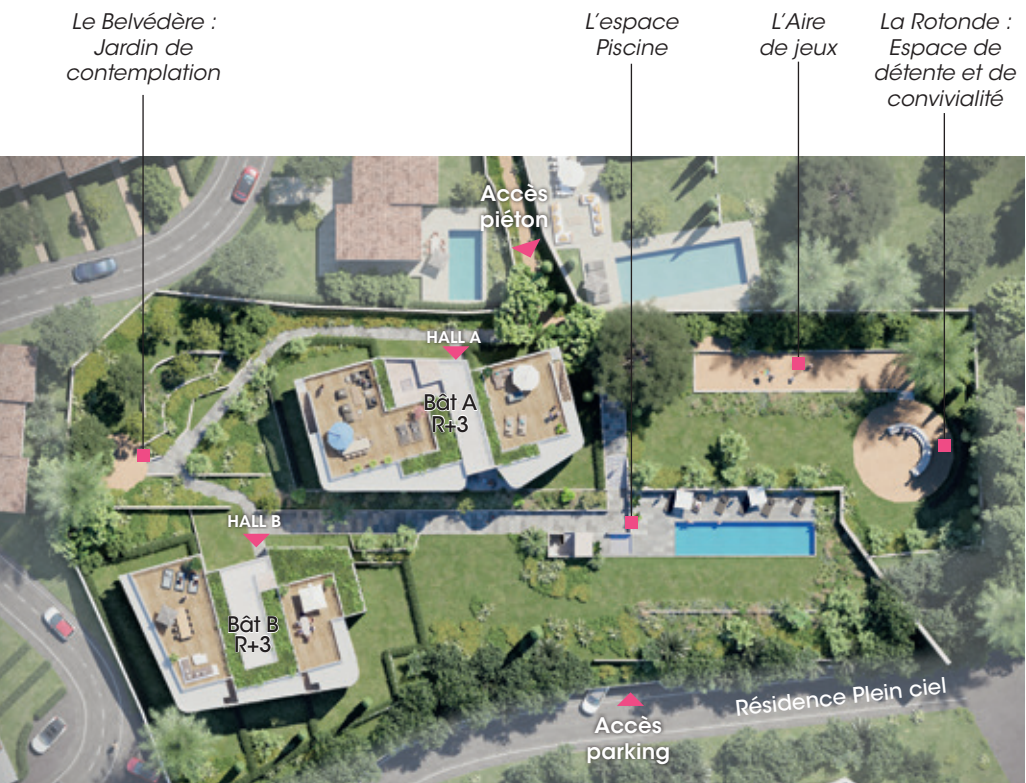 Le Belvédère :
Jardin de
contemplation
L'espace
Piscine
L'Aire
de jeux
La Rotonde :
Espace de
détente et de
convivialité
Accès
piéton
HALL A
Bât A
R+3
HALL B
Bât B
R+3
Résidence Plein ciel
Accès
parking